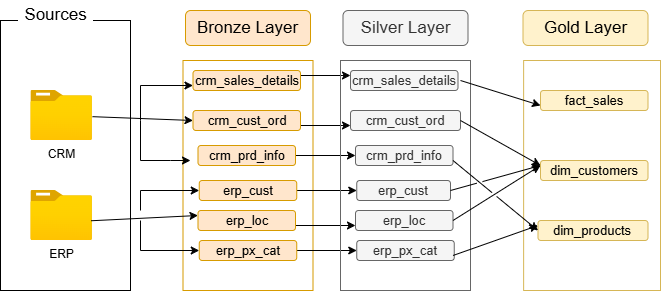 Sources
Bronze Layer
Silver Layer
Gold Layer
CRM
ERP
crm_sales_details
crm_cust_ord
crm_prd_info
erp_cust
erp_loc
erp_px_cat
crm_sales_details
crm_cust_ord
crm_prd_info
erp_cust
erp_loc
erp_px_cat
fact_sales
dim_customers
dim_products